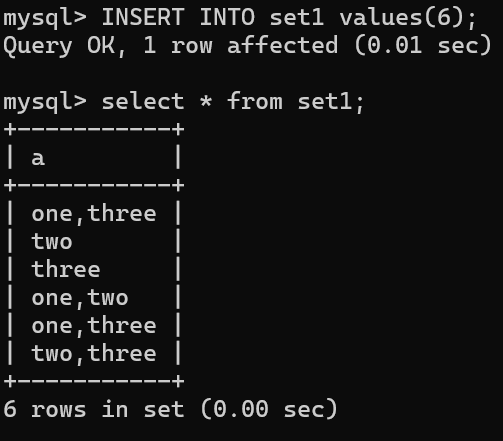 mysql> INSERT INTO set1 values(6);
Query OK, 1 row affected (0.01 sec)

mysql> select * from set1;
+-----------+
| a         |
+-----------+
| one,three |
| two       |
| three     |
| one,two   |
| one,three |
| two,three |
+-----------+
6 rows in set (0.00 sec)